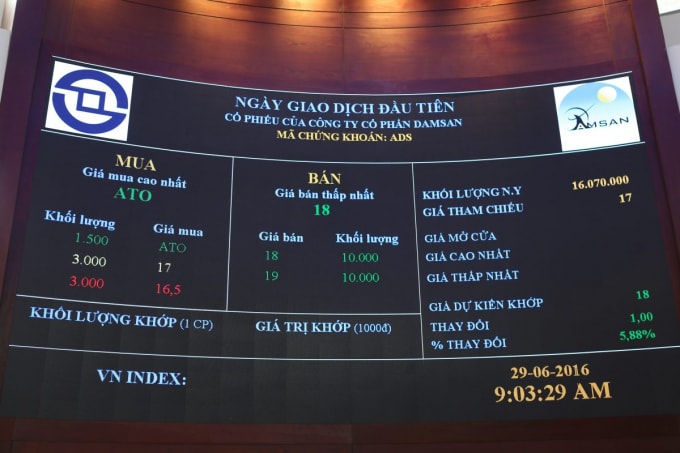 NGÀY GIAO DỊCH ĐẦU TIÊN
CỔ PHIẾU CỦA CÔNG TY CỔ PHẦN DAMSAN
MÃ CHỨNG KHOÁN: ADS
AMSAN
MUA
Giá mua cao nhất
ATO
Khối lượng Giá mua
1.500 ATO
3.000 17
3.000 16,5
BÁN
Giá bán thấp nhất
18
Giá bán Khối lượng
18 10.000
19 10.000
KHỐI LƯỢNG N.Y 16.070.000
GIÁ THAM CHIẾU 17
GIÁ MỞ CỬA
GIÁ CAO NHẤT
GIÁ THẤP NHẤT
GIÁ DỰ KIẾN KHỚP 18
THAY ĐỔI 1,00
% THAY ĐỔI 5,88%
KHỐI LƯỢNG KHỚP (1 CP) GIÁ TRỊ KHỚP (1000đ)
VN INDEX:
29-06-2016
9:03:29 AM